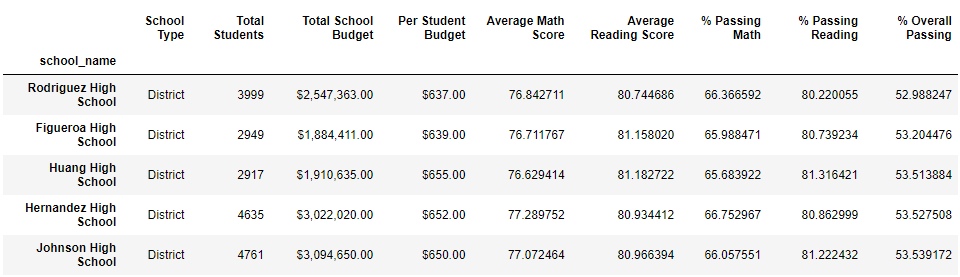 School Type Total Students Total School Budget Per Student Budget Average Math Score Average Reading Score % Passing Math % Passing Reading % Overall Passing
school_name
Rodriguez High School District 3999 $2,547,363.00 $637.00 76.842711 80.744686 66.366592 80.220055 52.988247
Figueroa High School District 2949 $1,884,411.00 $639.00 76.711767 81.158020 65.988471 80.739234 53.204476
Huang High School District 2917 $1,910,635.00 $655.00 76.629414 81.182722 65.683922 81.316421 53.513884
Hernandez High School District 4635 $3,022,020.00 $652.00 77.289752 80.934412 66.752967 80.862999 53.527508
Johnson High School District 4761 $3,094,650.00 $650.00 77.072464 80.966394 66.057551 81.222432 53.539172